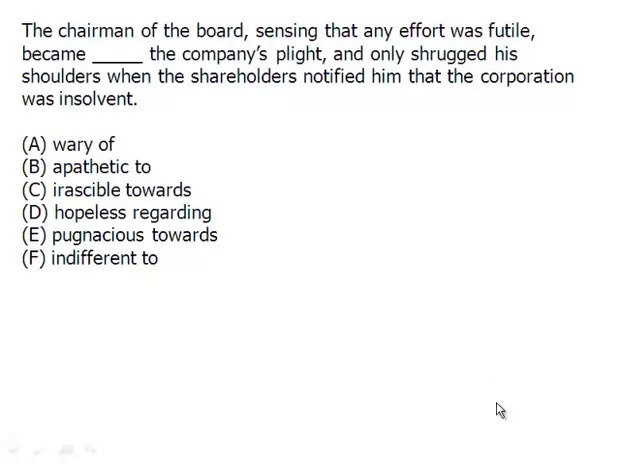 The chairman of the board, sensing that any effort was futile,
became _____ the company's plight, and only shrugged his
shoulders when the shareholders notified him that the corporation
was insolvent.
(A) wary of
(B) apathetic to
(C) irascible towards
(D) hopeless regarding
(E) pugnacious towards
(F) indifferent to